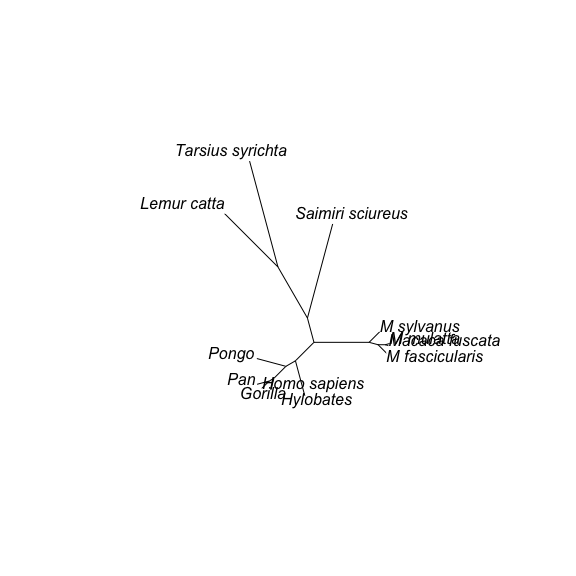 Tarsius syrichta
Lemur catta
Saimiri sciureus
M sylvanus
M mulatta
Macaca fuscata
M fascicularis
Pongo
Pan
Homo sapiens
Gorilla
Hylobates